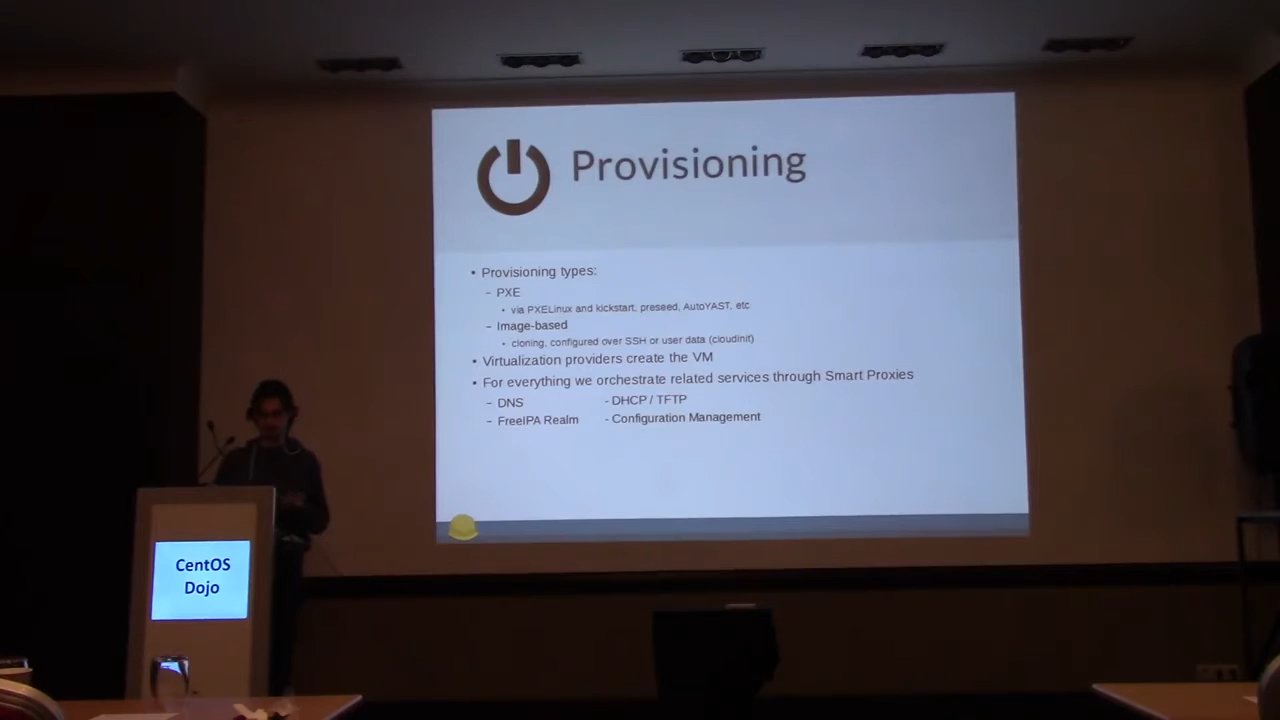 Provisioning
• Provisioning types:
– PXE
• via PXELinux and kickstart, preseed, AutoYAST, etc
– Image-based
• cloning, configured over SSH or user data (cloudinit)
• Virtualization providers create the VM
• For everything we orchestrate related services through Smart Proxies
– DNS - DHCP / TFTP
– FreeIPA Realm - Configuration Management
CentOS
Dojo